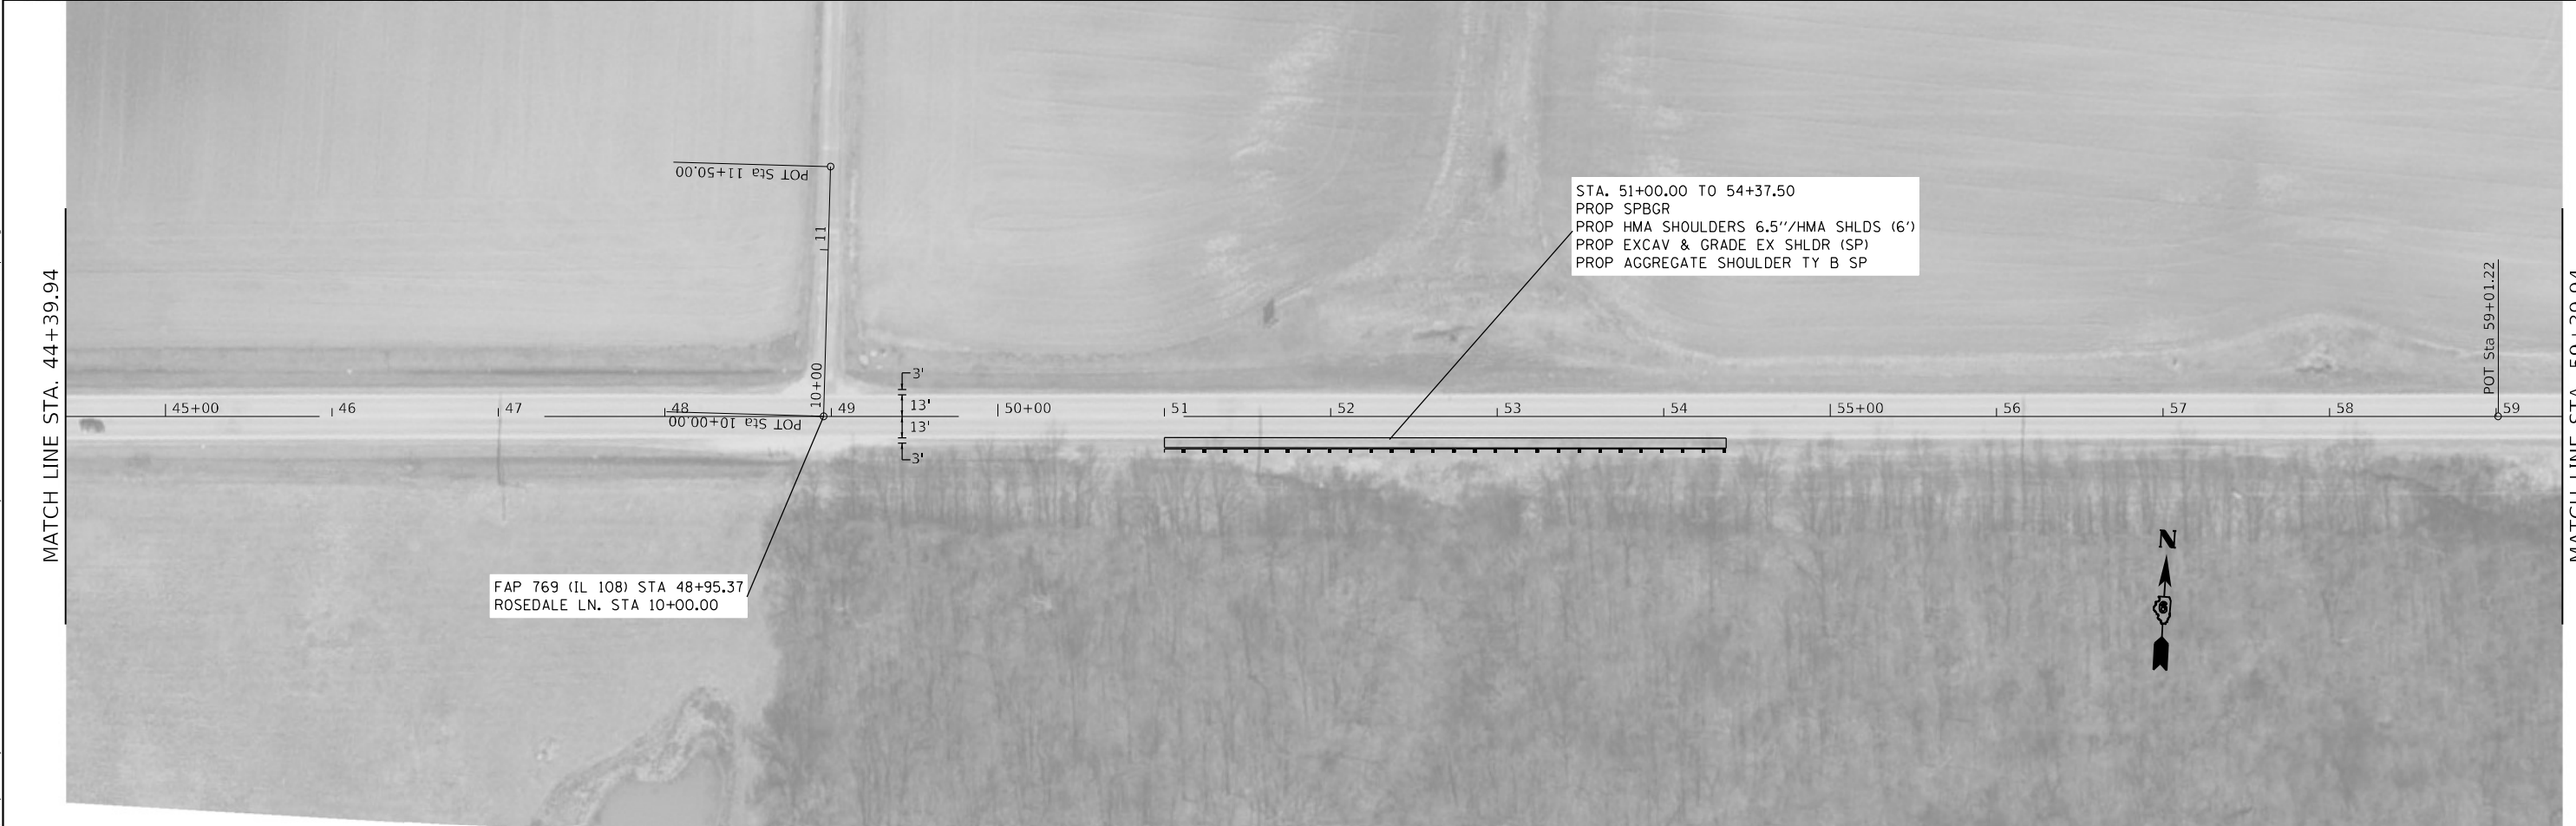 MATCH LINE STA. 44+39.94
POT Sta 11+50.00
11
10+00
POT Sta 10+00.00
3'
13'
13'
3'
45+00 46 47 48 49 50+00 51 52 53 54 55+00 56 57 58 59
STA. 51+00.00 TO 54+37.50
PROP SPBGR
PROP HMA SHOULDERS 6.5''/HMA SHLDS (6')
PROP EXCAV & GRADE EX SHLDR (SP)
PROP AGGREGATE SHOULDER TY B SP
POT Sta 59+01.22
FAP 769 (IL 108) STA 48+95.37
ROSEDALE LN. STA 10+00.00
N
6
MATCH LINE STA.